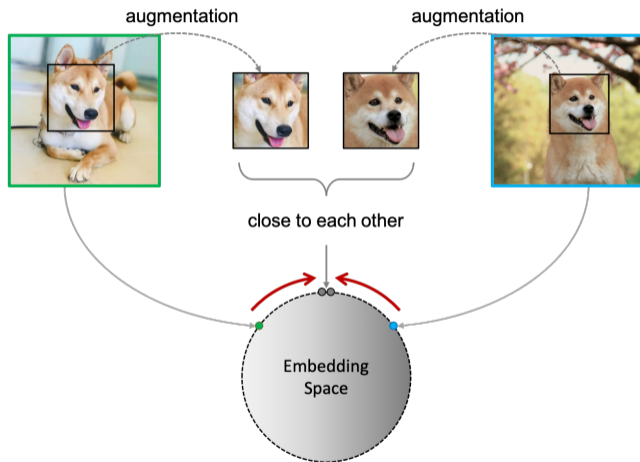 augmentation
augmentation
close to each other
Embedding
Space